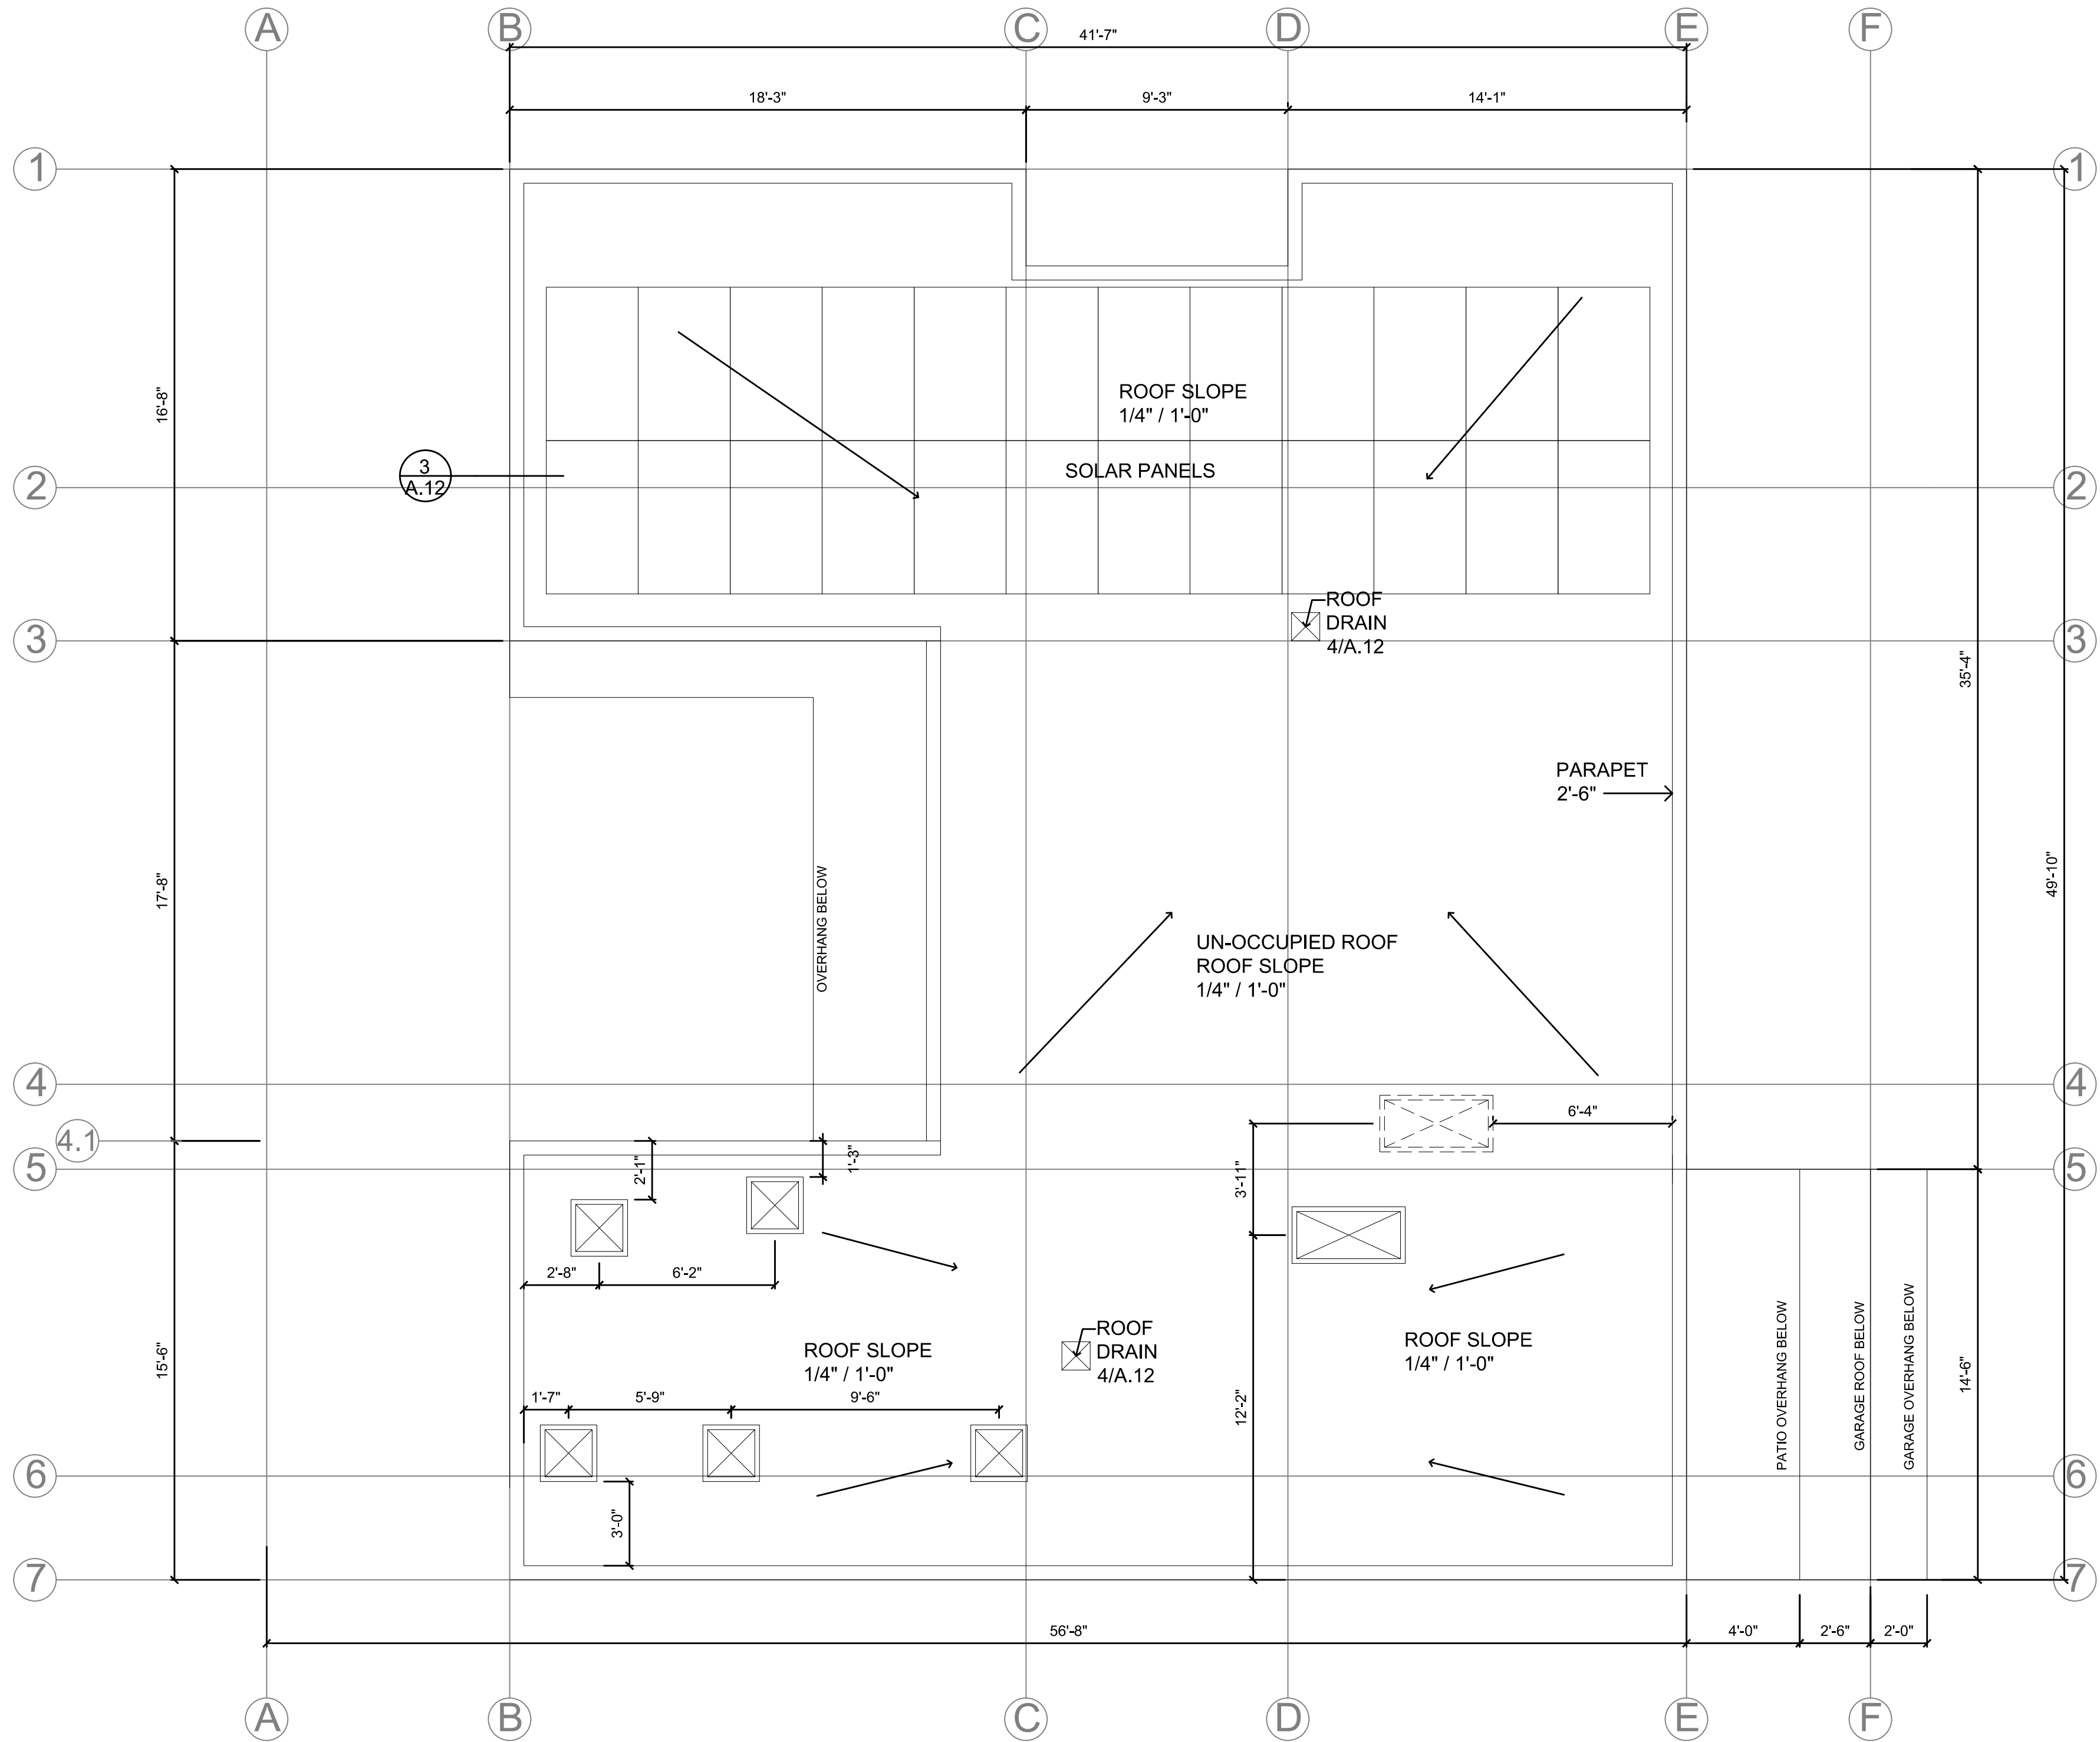 A
B
C
D
E
F
41'-7"
18'-3"
9'-3"
14'-1"
1
1
16'-8"
ROOF SLOPE
1/4" / 1'-0"
3
A.12
SOLAR PANELS
2
2
ROOF
DRAIN
4/A.12
3
3
35'-4"
PARAPET
2'-6"
17'-8"
OVERHANG BELOW
49'-10"
UN-OCCUPIED ROOF
ROOF SLOPE
1/4" / 1'-0"
4
4
6'-4"
4.1
5
5
2'-1"
1'-3"
3'-11"
2'-8"
6'-2"
ROOF
DRAIN
4/A.12
ROOF SLOPE
1/4" / 1'-0"
ROOF SLOPE
1/4" / 1'-0"
15'-6"
PATIO OVERHANG BELOW
GARAGE ROOF BELOW
GARAGE OVERHANG BELOW
14'-6"
1'-7"
5'-9"
9'-6"
12'-2"
6
6
3'-0"
7
7
56'-8"
4'-0"
2'-6"
2'-0"
A
B
C
D
E
F